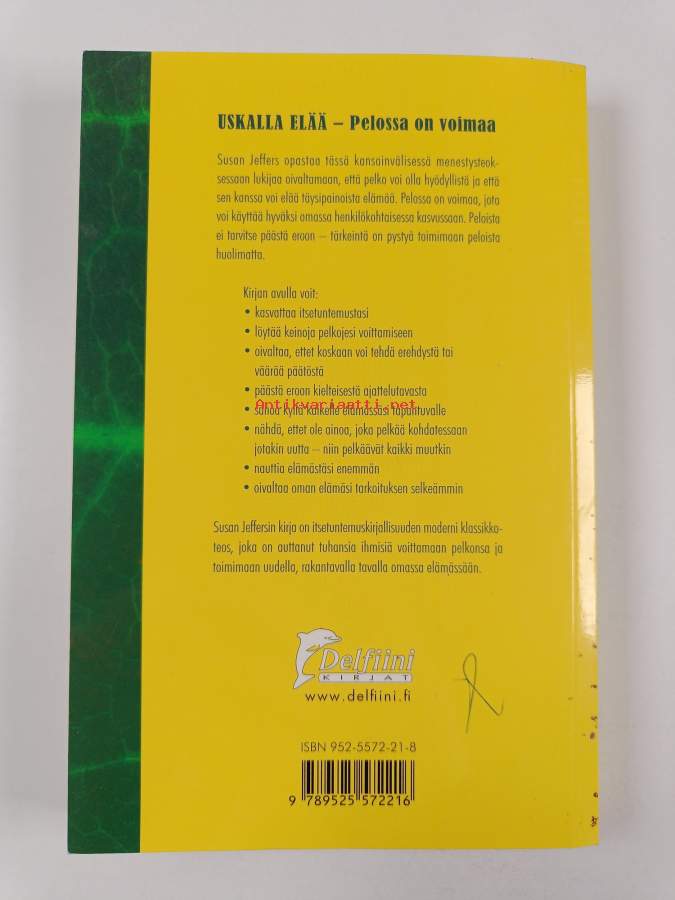 USKALLA ELÄÄ – Pelossa on voimaa
Susan Jeffers opastaa tässä kansainvälisessä menestysteok-
sessaan lukijaa oivaltamaan, että pelko voi olla hyödyllistä ja että
sen kanssa voi elää täysipainoista elämää. Pelossa on voimaa, jota
voi käyttää hyväksi omassa henkilökohtaisessa kasvussaan. Peloista
ei tarvitse päästä eroon – tärkeintä on pystyä toimimaan peloista
huolimatta.
Kirjan avulla voit:
• kasvattaa itsetuntemustasi
• löytää keinoja pelkojesi voittamiseen
• oivaltaa, ettet koskaan voi tehdä erehdystä tai
väärää päätöstä
• päästä eroon kielteisestä ajattelutavasta
Antikvariaatti.net
• sanoa kyllä kaikelle elämässäsi tapahtuvalle
• nähdä, ettet ole ainoa, joka pelkää kohdatessaan
jotakin uutta – niin pelkäävät kaikki muutkin
• nauttia elämästäsi enemmän
• oivaltaa oman elämäsi tarkoituksen selkeämmin
Susan Jeffersin kirja on itsetuntemuskirjallisuuden moderni klassikko-
teos, joka on auttanut tuhansia ihmisiä voittamaan pelkonsa ja
toimimaan uudella, rakentavalla tavalla omassa elämässään.
Delfiini
KIRJAT
www.delfiini.fi
ISBN 952-5572-21-8
9 789525 572216